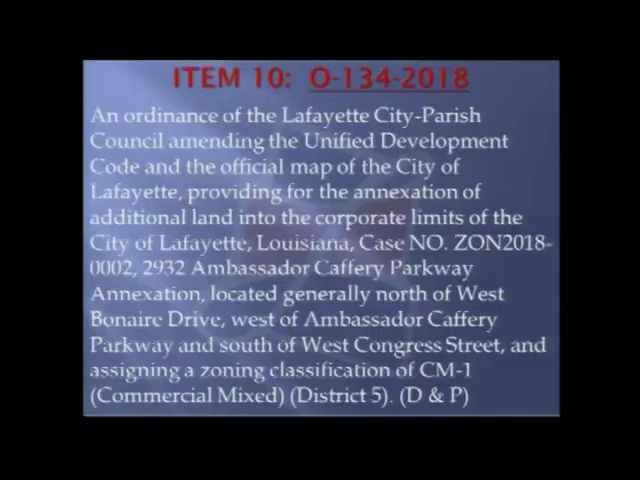 ITEM 10: O-134-2018
An ordinance of the Lafayette City-Parish
Council amending the Unified Development
Code and the official map of the City of
Lafayette, providing for the annexation of
additional land into the corporate limits of the
City of Lafayette, Louisiana, Case NO. ZON2018-
0002, 2932 Ambassador Caffery Parkway
Annexation, located generally north of West
Bonaire Drive, west of Ambassador Caffery
Parkway and south of West Congress Street, and
assigning a zoning classification of CM-1
(Commercial Mixed) (District 5). (D & P)